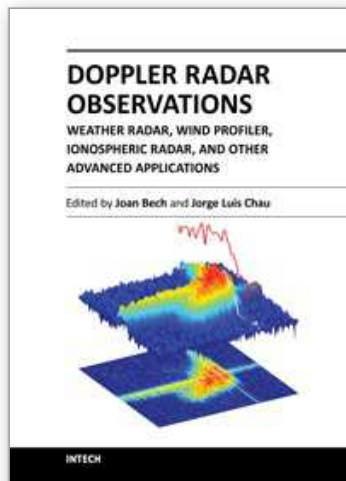 DOPPLER RADAR
OBSERVATIONS
WEATHER RADAR, WIND PROFILER,
IONOSPHERIC RADAR, AND OTHER
ADVANCED APPLICATIONS
Edited by Joan Bech and Jorge Luis Chau
INTECH